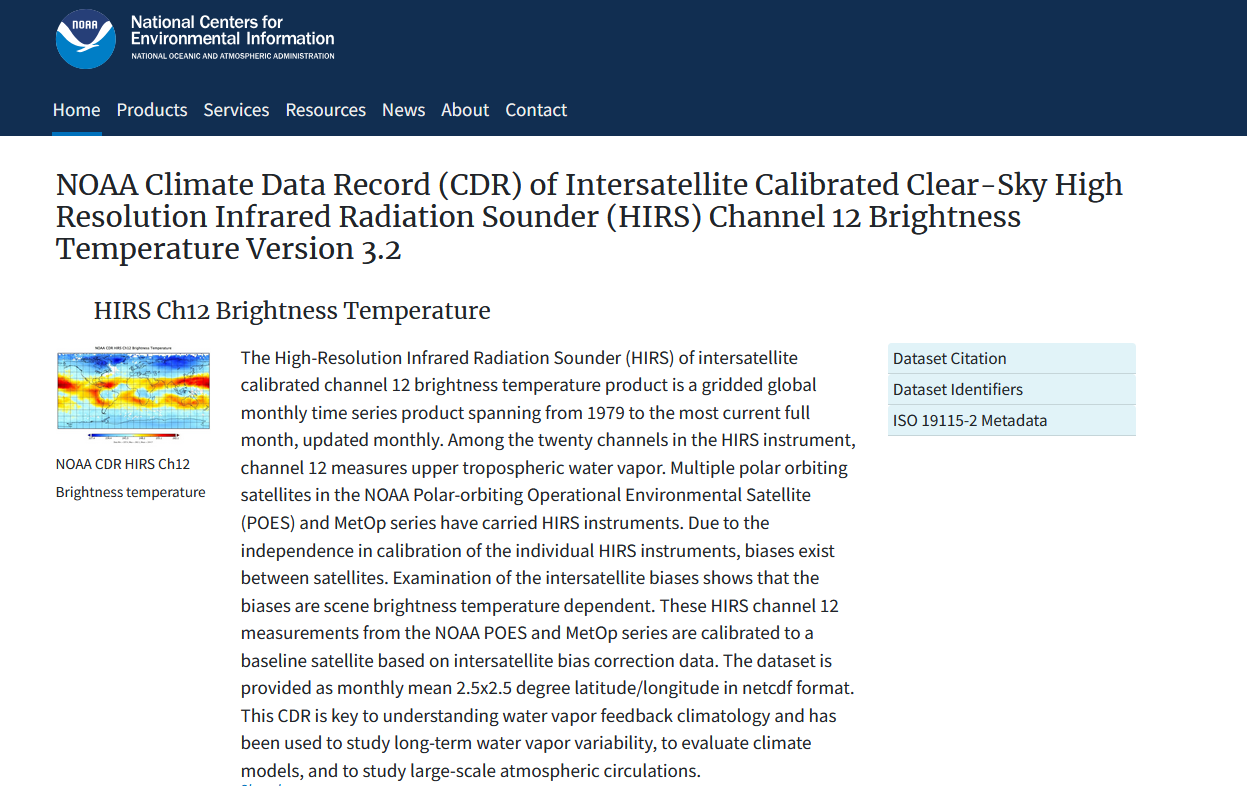 NOAA
National Centers for
Environmental Information
NATIONAL OCEANIC AND ATMOSPHERIC ADMINISTRATION
Home Products Services Resources News About Contact
NOAA Climate Data Record (CDR) of Intersatellite Calibrated Clear-Sky High
Resolution Infrared Radiation Sounder (HIRS) Channel 12 Brightness
Temperature Version 3.2
HIRS Ch12 Brightness Temperature
NOAA CDR HIRS Ch12 Brightness Temperature
NOAA CDR HIRS Ch12
Brightness temperature
The High-Resolution Infrared Radiation Sounder (HIRS) of intersatellite
calibrated channel 12 brightness temperature product is a gridded global
monthly time series product spanning from 1979 to the most current full
month, updated monthly. Among the twenty channels in the HIRS instrument,
channel 12 measures upper tropospheric water vapor. Multiple polar orbiting
satellites in the NOAA Polar-orbiting Operational Environmental Satellite
(POES) and MetOp series have carried HIRS instruments. Due to the
independence in calibration of the individual HIRS instruments, biases exist
between satellites. Examination of the intersatellite biases shows that the
biases are scene brightness temperature dependent. These HIRS channel 12
measurements from the NOAA POES and MetOp series are calibrated to a
baseline satellite based on intersatellite bias correction data. The dataset is
provided as monthly mean 2.5x2.5 degree latitude/longitude in netcdf format.
This CDR is key to understanding water vapor feedback climatology and has
been used to study long-term water vapor variability, to evaluate climate
models, and to study large-scale atmospheric circulations.
Dataset Citation
Dataset Identifiers
ISO 19115-2 Metadata